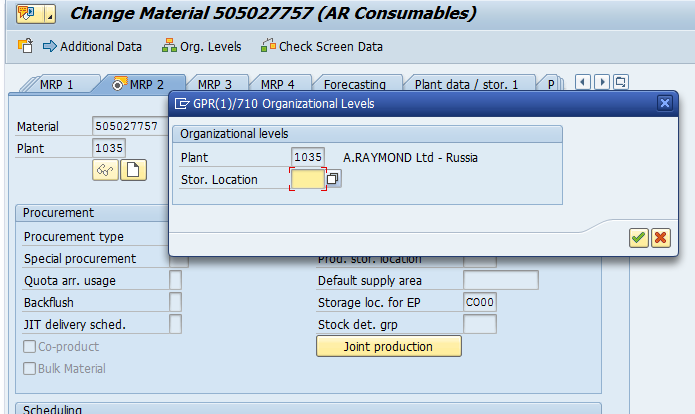 Change Material 505027757 (AR Consumables)
Additional Data Org. Levels Check Screen Data
MRP 1 MRP 2 MRP 3 MRP 4 Forecasting Plant data / stor. 1 P
GPR(1)/710 Organizational Levels
Organizational levels
Material 505027757
Plant 1035 A.RAYMOND Ltd - Russia
Plant 1035
Stor. Location
Procurement
Procurement type
Special procurement Prod. stor. location
Quota arr. usage Default supply area
Backflush Storage loc. for EP CO00
JIT delivery sched. Stock det. grp
Co-product Joint production
Bulk Material
Scheduling